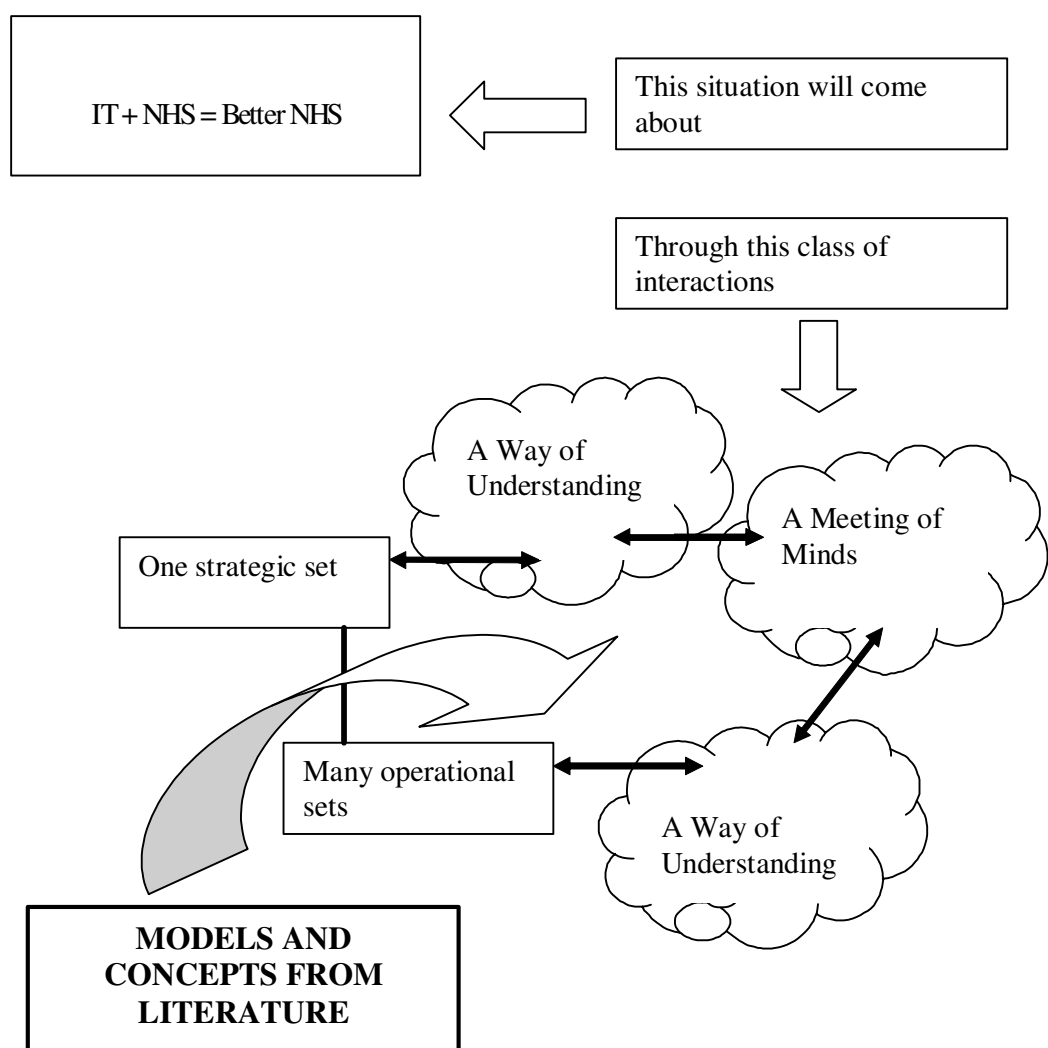 IT + NHS = Better NHS
This situation will come
about
Through this class of
interactions
A Way of
Understanding
A Meeting of
Minds
One strategic set
Many operational
sets
A Way of
Understanding
MODELS AND
CONCEPTS FROM
LITERATURE